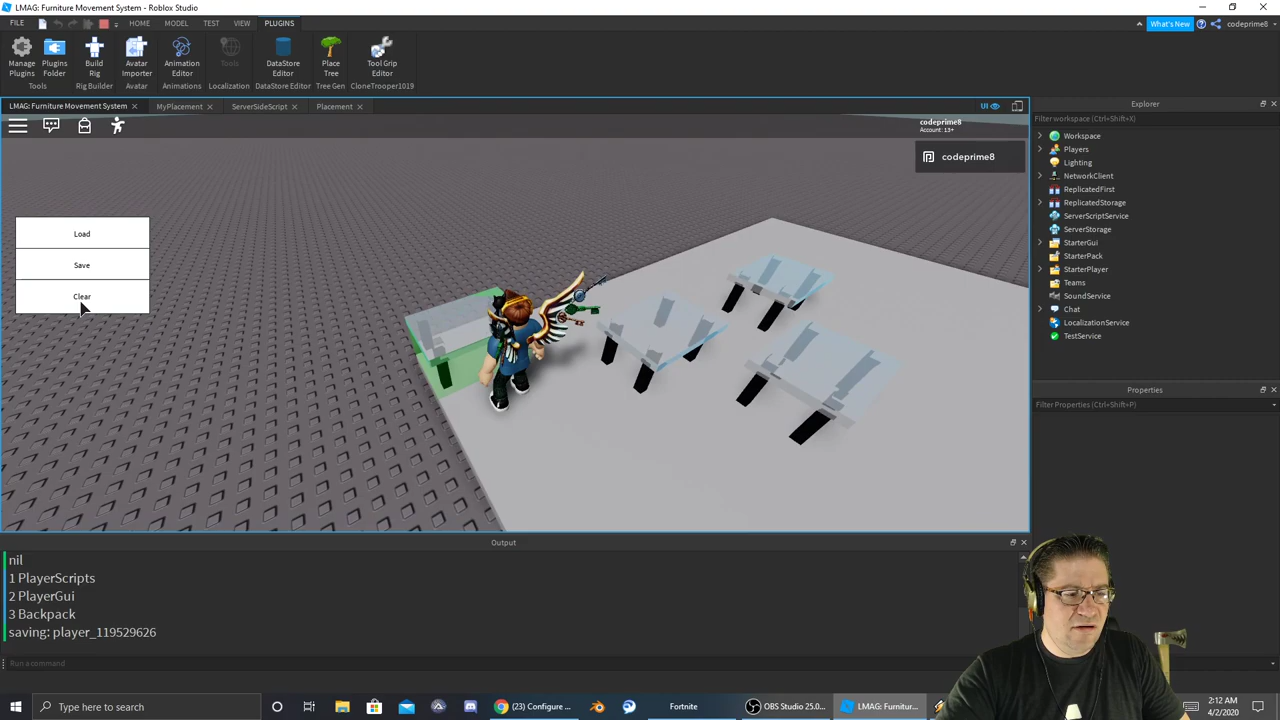 LMAG: Furniture Movement System - Roblox Studio
FILE HOME MODEL TEST VIEW PLUGINS What's New codeprime8
Manage Plugins Plugins Folder Build Rig Avatar Importer Animation Editor Tools DataStore Editor Place Tree Tool Grip Editor
Tools Rig Builder Avatar Animations Localization DataStore Editor Tree Gen CloneTrooper1019
LMAG: Furniture Movement System MyPlacement ServerSideScript Placement UI
codeprime8
Account: 13+
codeprime8
Load
Save
Clear
Explorer
Filter workspace (Ctrl+Shift+X)
Workspace
Players
Lighting
NetworkClient
ReplicatedFirst
ReplicatedStorage
ServerScriptService
ServerStorage
StarterGui
StarterPack
StarterPlayer
Teams
SoundService
Chat
LocalizationService
TestService
Properties
Filter Properties (Ctrl+Shift+P)
Output
nil
1 PlayerScripts
2 PlayerGui
3 Backpack
saving: player_119529626
Run a command
Type here to search (23) Configure ... Fortnite OBS Studio 25.0... LMAG: Furnitur...
2:12 AM
4/2/2020